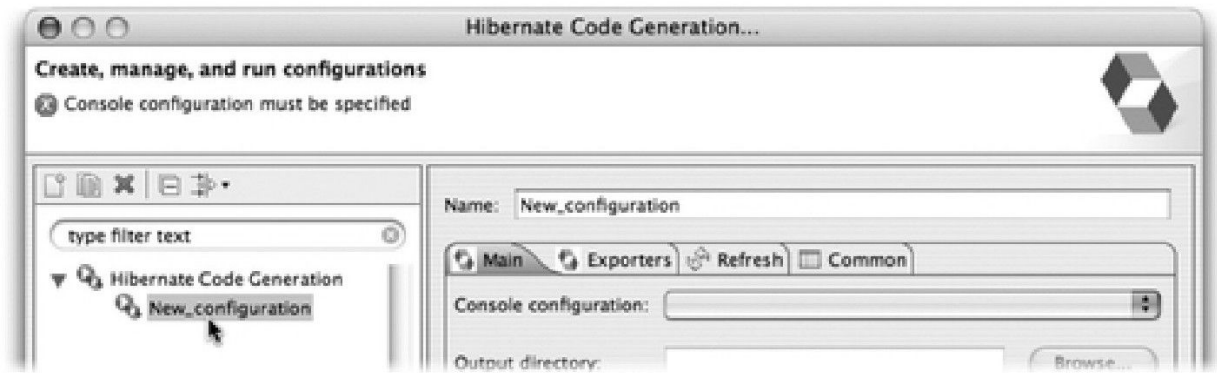 Hibernate Code Generation...
Create, manage, and run configurations
Console configuration must be specified
type filter text
Hibernate Code Generation
New_configuration
Name: New_configuration
Main Exporters Refresh Common
Console configuration:
Output directory: Browse...